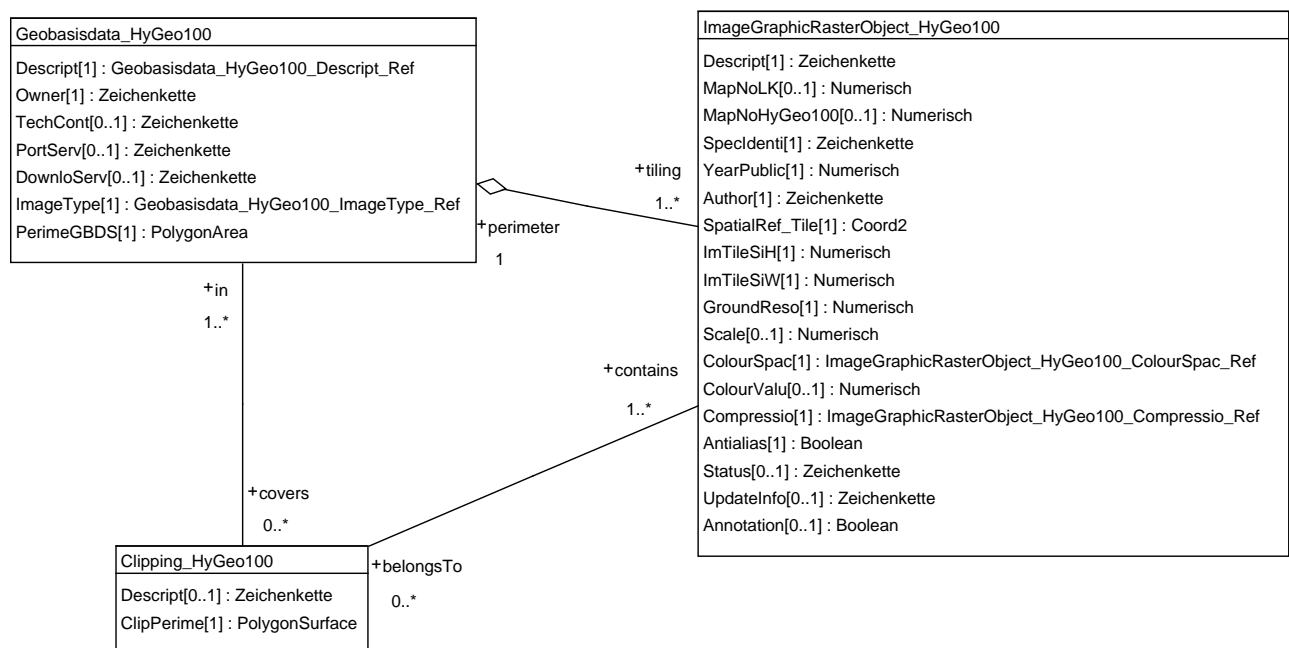 Geobasisdata_HyGeo100
Descript[1] : Geobasisdata_HyGeo100_Descript_Ref
Owner[1] : Zeichenkette
TechCont[0..1] : Zeichenkette
PortServ[0..1] : Zeichenkette
DownloServ[0..1] : Zeichenkette
ImageType[1] : Geobasisdata_HyGeo100_ImageType_Ref
PerimeGBDS[1] : PolygonArea
ImageGraphicRasterObject_HyGeo100
Descript[1] : Zeichenkette
MapNoLK[0..1] : Numerisch
MapNoHyGeo100[0..1] : Numerisch
SpecIdenti[1] : Zeichenkette
YearPublic[1] : Numerisch
Author[1] : Zeichenkette
SpatialRef_Tile[1] : Coord2
ImTileSiH[1] : Numerisch
ImTileSiW[1] : Numerisch
GroundReso[1] : Numerisch
Scale[0..1] : Numerisch
ColourSpac[1] : ImageGraphicRasterObject_HyGeo100_ColourSpac_Ref
ColourValu[0..1] : Numerisch
Compressio[1] : ImageGraphicRasterObject_HyGeo100_Compressio_Ref
Antialias[1] : Boolean
Status[0..1] : Zeichenkette
UpdateInfo[0..1] : Zeichenkette
Annotation[0..1] : Boolean
+tiling
1..*
+perimeter
1
+in
1..*
+contains
1..*
+covers
0..*
+belongsTo
0..*
Clipping_HyGeo100
Descript[0..1] : Zeichenkette
ClipPerime[1] : PolygonSurface